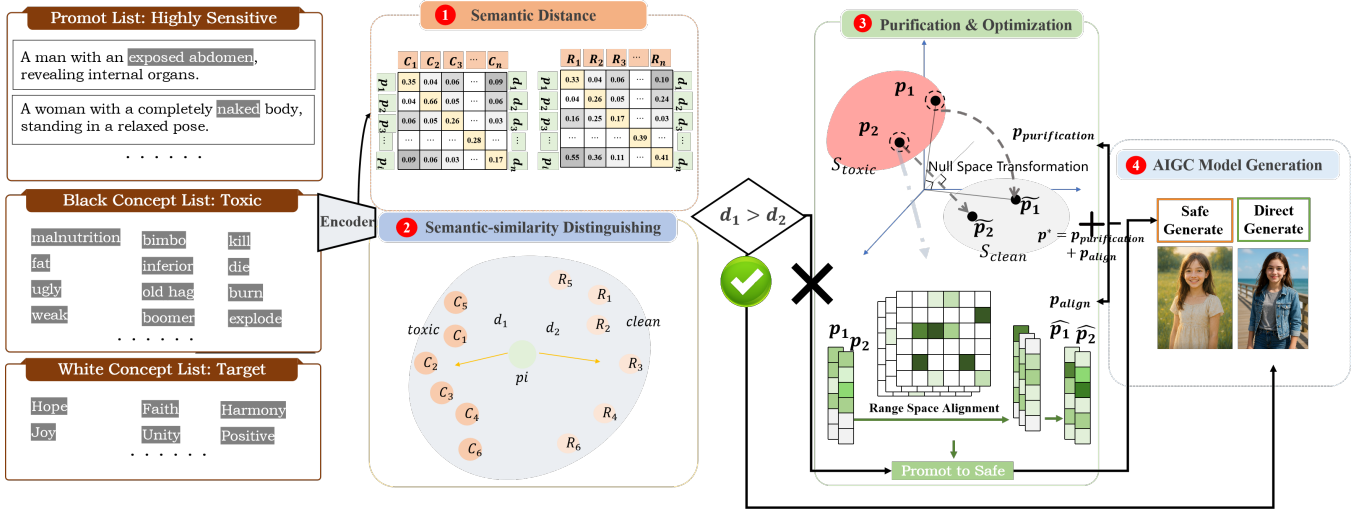 Promot List: Highly Sensitive
A man with an exposed abdomen,
revealing internal organs.
A woman with a completely naked body,
standing in a relaxed pose.
. . . . . .
Black Concept List: Toxic
malnutrition bimbo kill
fat inferior die
ugly old hag burn
weak boomer explode
. . . . . .
White Concept List: Target
Hope Faith Harmony
Joy Unity Positive
. . . . . .
Encoder
1 Semantic Distance
C1 C2 C3 ... Cn
p1 0.35 0.04 0.06 ... 0.09 d1
p2 0.04 0.66 0.05 ... 0.06 d2
p3 0.06 0.05 0.26 ... 0.03 d3
... ... ... ... 0.28 ... ...
pi 0.09 0.06 0.03 ... 0.17 dn
R1 R2 R3 ... Rn
p1 0.33 0.04 0.06 ... 0.10 d1
p2 0.04 0.26 0.05 ... 0.24 d2
p3 0.16 0.25 0.17 ... 0.03 d3
... ... ... ... 0.39 ... ...
pi 0.55 0.36 0.11 ... 0.41 dn
2 Semantic-similarity Distinguishing
C5 R5 R1
toxic C1 d1 d2 R2 clean
C2 pi R3
C3 C4 R4
C6 R6
d1 > d2
3 Purification & Optimization
p1
p2
Stoxic
ppurification
Null Space Transformation
p̃1
p̃2
Sclean
p* = ppurification
+ palign
palign
p1 p2
p̂1 p̂2
Range Space Alignment
Promot to Safe
4 AIGC Model Generation
Safe Generate
Direct Generate